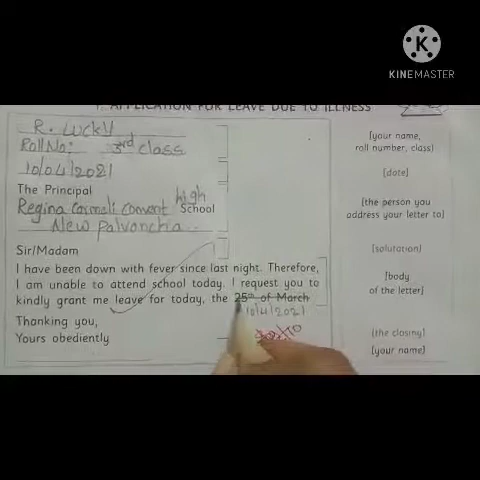 KINEMASTER
1. APPLICATION FOR LEAVE DUE TO ILLNESS
R. Lucky
Roll No: 3rd class
10/04/2021
The Principal
Regina Carmeli Convent high School
New Palvancha
Sir/Madam
I have been down with fever since last night. Therefore,
I am unable to attend school today. I request you to
kindly grant me leave for today, the 25th of March
10/4/2021
Thanking you,
Yours obediently
[your name,
roll number, class]
[date]
[the person you
address your letter to]
[salutation]
[body
of the letter]
(the closing)
[your name]